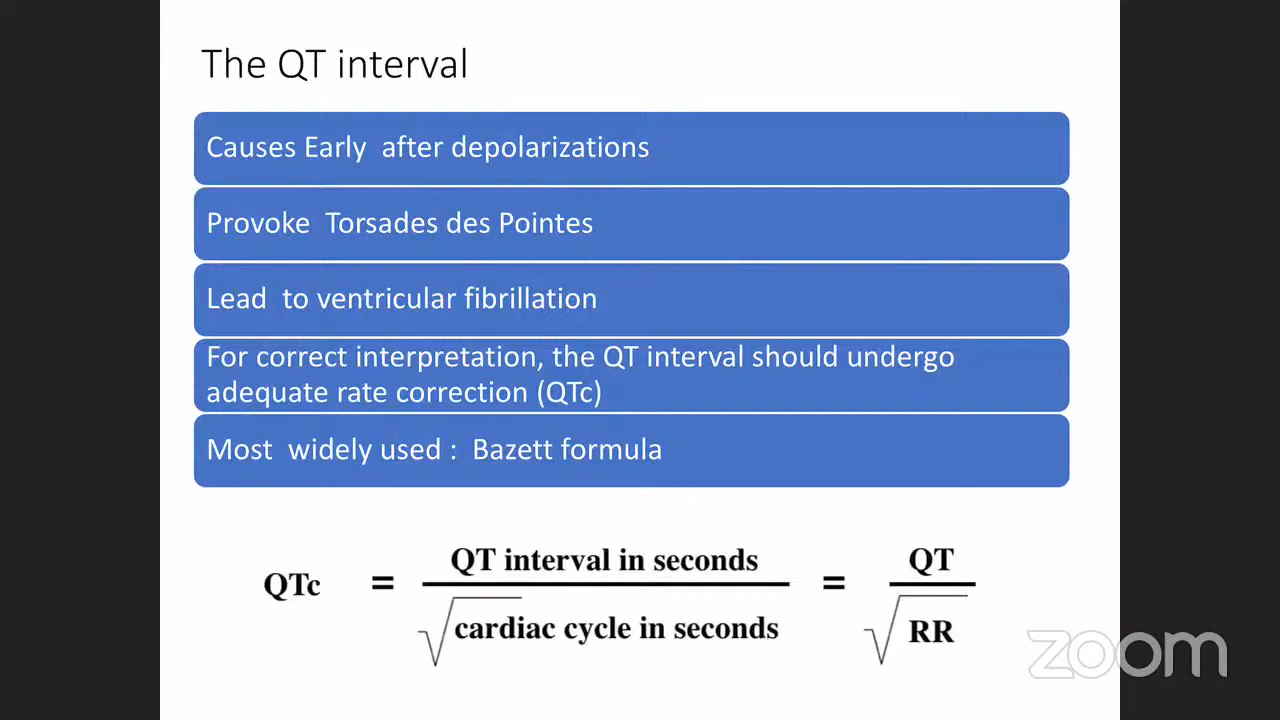 The QT interval
Causes Early  after depolarizations
Provoke  Torsades des Pointes
Lead  to ventricular fibrillation
For correct interpretation, the QT interval should undergo
adequate rate correction (QTc)
Most  widely used :  Bazett formula
QTc = QT interval in seconds = QT
√cardiac cycle in seconds √RR
zoom